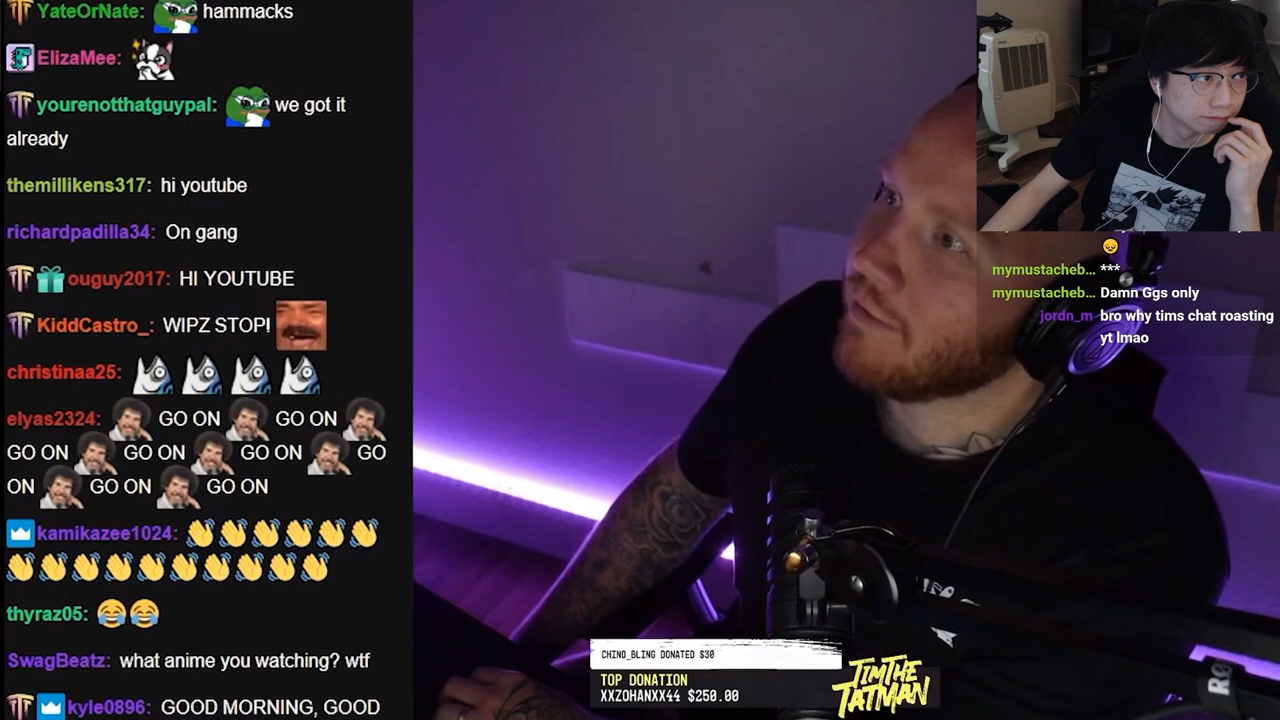 YateOrNate: hammacks
ElizaMee:
yourenotthatguypal: we got it
already
themillikens317: hi youtube
richardpadilla34: On gang
ouguy2017: HI YOUTUBE
KiddCastro_: WIPZ STOP!
christinaa25:
elyas2324: GO ON GO ON
GO ON GO ON GO ON GO
ON GO ON GO ON
kamikazee1024:
thyraz05:
SwagBeatz: what anime you watching? wtf
kyle0896: GOOD MORNING, GOOD
mymustacheb... ***
mymustacheb... Damn Ggs only
jordn_m bro why tims chat roasting
yt lmao
CHINO_BLING DONATED $30
TOP DONATION
XXZOHANXX44 $250.00
TIMTHE
TATMAN